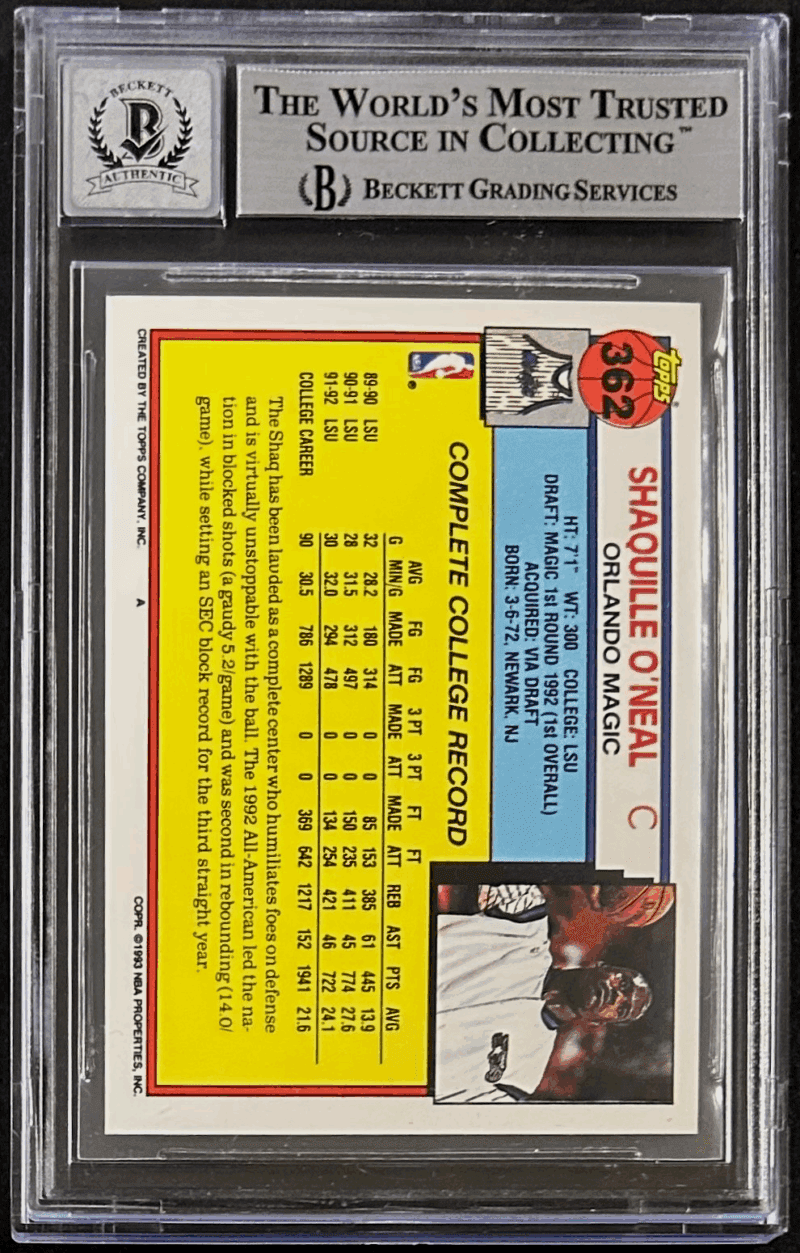 BECKETT
B
AUTHENTIC
THE WORLD'S MOST TRUSTED
SOURCE IN COLLECTING™
B BECKETT GRADING SERVICES
topps®
362
SHAQUILLE O'NEAL C
ORLANDO MAGIC
HT: 7'1" WT: 300 COLLEGE: LSU
DRAFT: MAGIC 1st ROUND 1992 (1st OVERALL)
ACQUIRED: VIA DRAFT
BORN: 3-6-72, NEWARK, NJ
COMPLETE COLLEGE RECORD
AVG FG FG 3 PT 3 PT FT FT
G MIN/G MADE ATT MADE ATT MADE ATT REB AST PTS AVG
89-90 LSU 32 28.2 180 314 0 0 85 153 385 61 445 13.9
90-91 LSU 28 31.5 312 497 0 0 150 235 411 45 774 27.6
91-92 LSU 30 32.0 294 478 0 0 134 254 421 46 722 24.1
COLLEGE CAREER 90 30.5 786 1289 0 0 369 642 1217 152 1941 21.6
The Shaq has been lauded as a complete center who humiliates foes on defense
and is virtually unstoppable with the ball. The 1992 All-American led the na-
tion in blocked shots (a gaudy 5.2/game) and was second in rebounding (14.0/
game), while setting an SEC block record for the third straight year.
CREATED BY THE TOPPS COMPANY, INC. A COPR. ©1993 NBA PROPERTIES, INC.